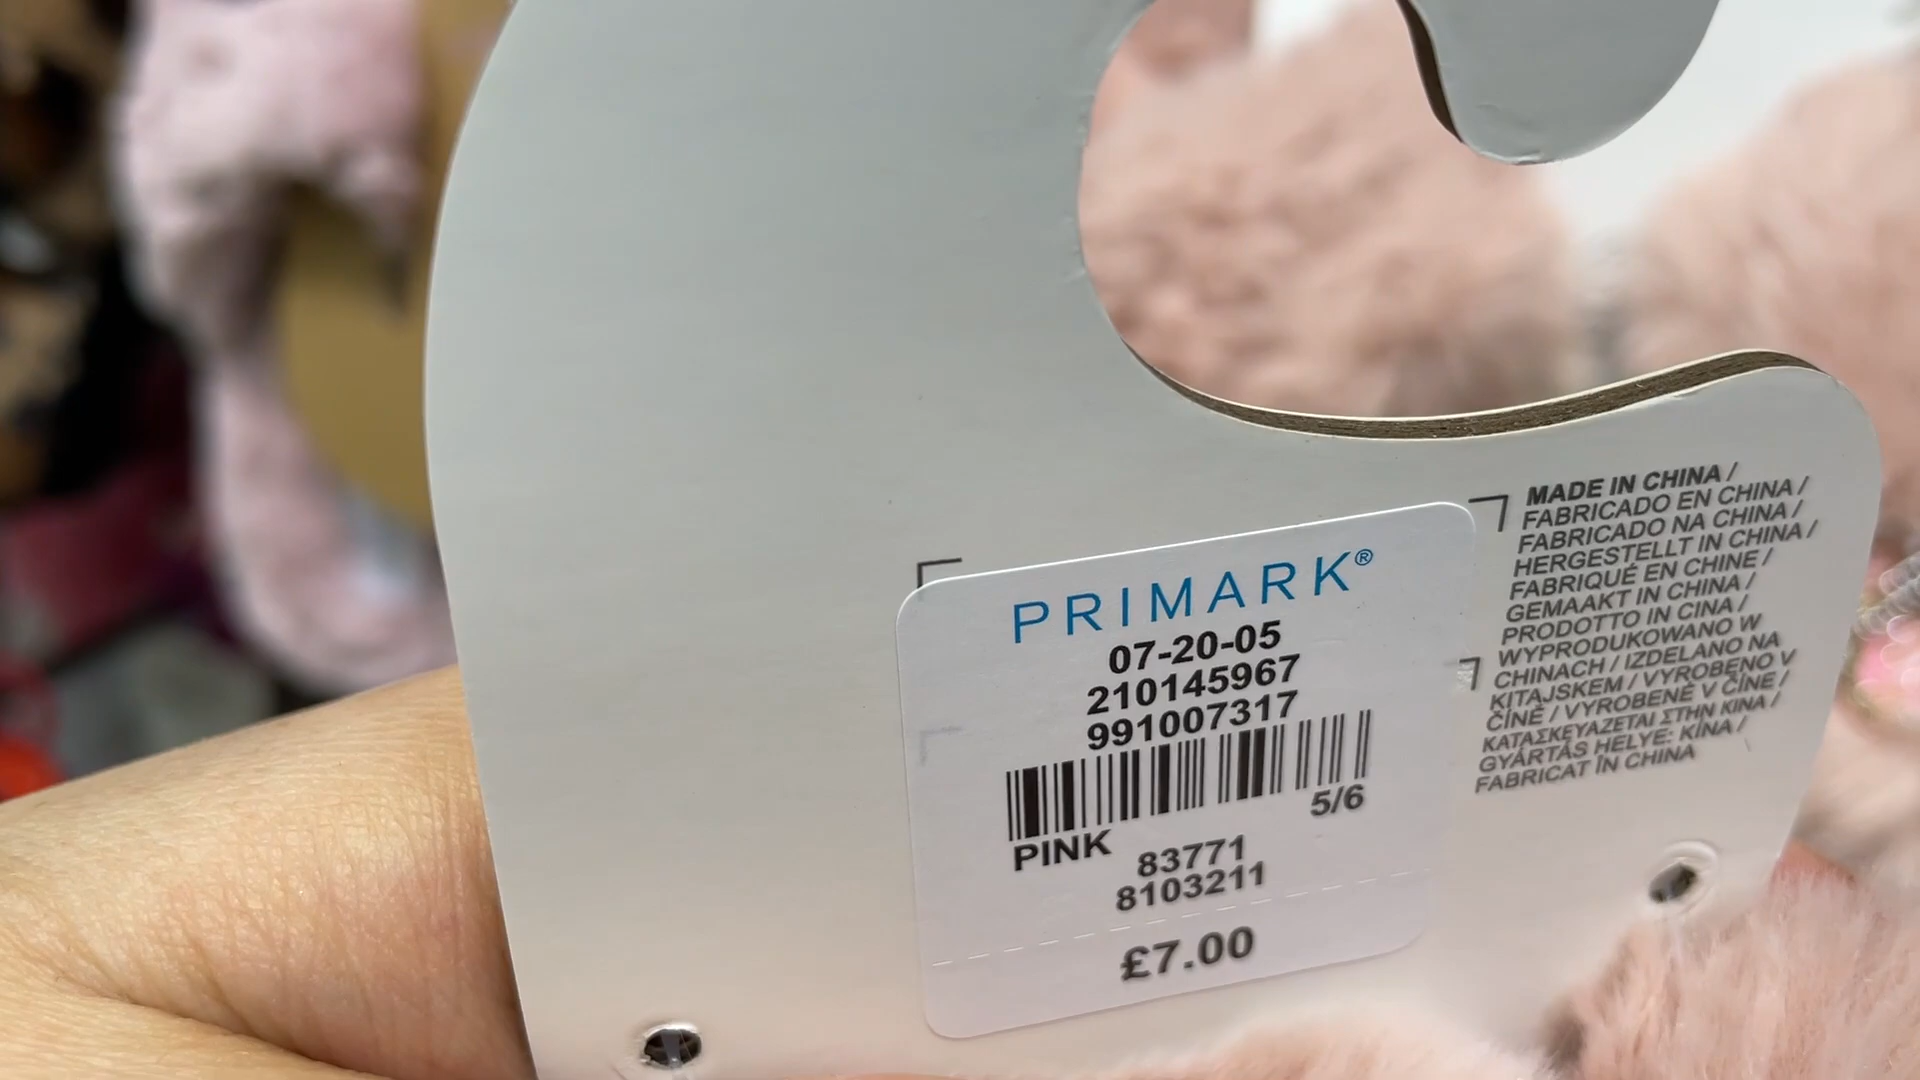 PRIMARK®
07-20-05
210145967
991007317
5/6
PINK
83771
8103211
£7.00
MADE IN CHINA /
FABRICADO EN CHINA /
FABRICADO NA CHINA /
HERGESTELLT IN CHINA /
FABRIQUÉ EN CHINE /
GEMAAKT IN CHINA /
PRODOTTO IN CINA /
WYPRODUKOWANO W
CHINACH / IZDELANO NA
KITAJSKEM / VYROBENO V
ČÍNĚ / VYROBENÉ V ČÍNE /
ΚΑΤΑΣΚΕΥΑΖΕΤΑΙ ΣΤΗΝ ΚΙΝΑ /
GYÁRTÁS HELYE: KÍNA /
FABRICAT ÎN CHINA